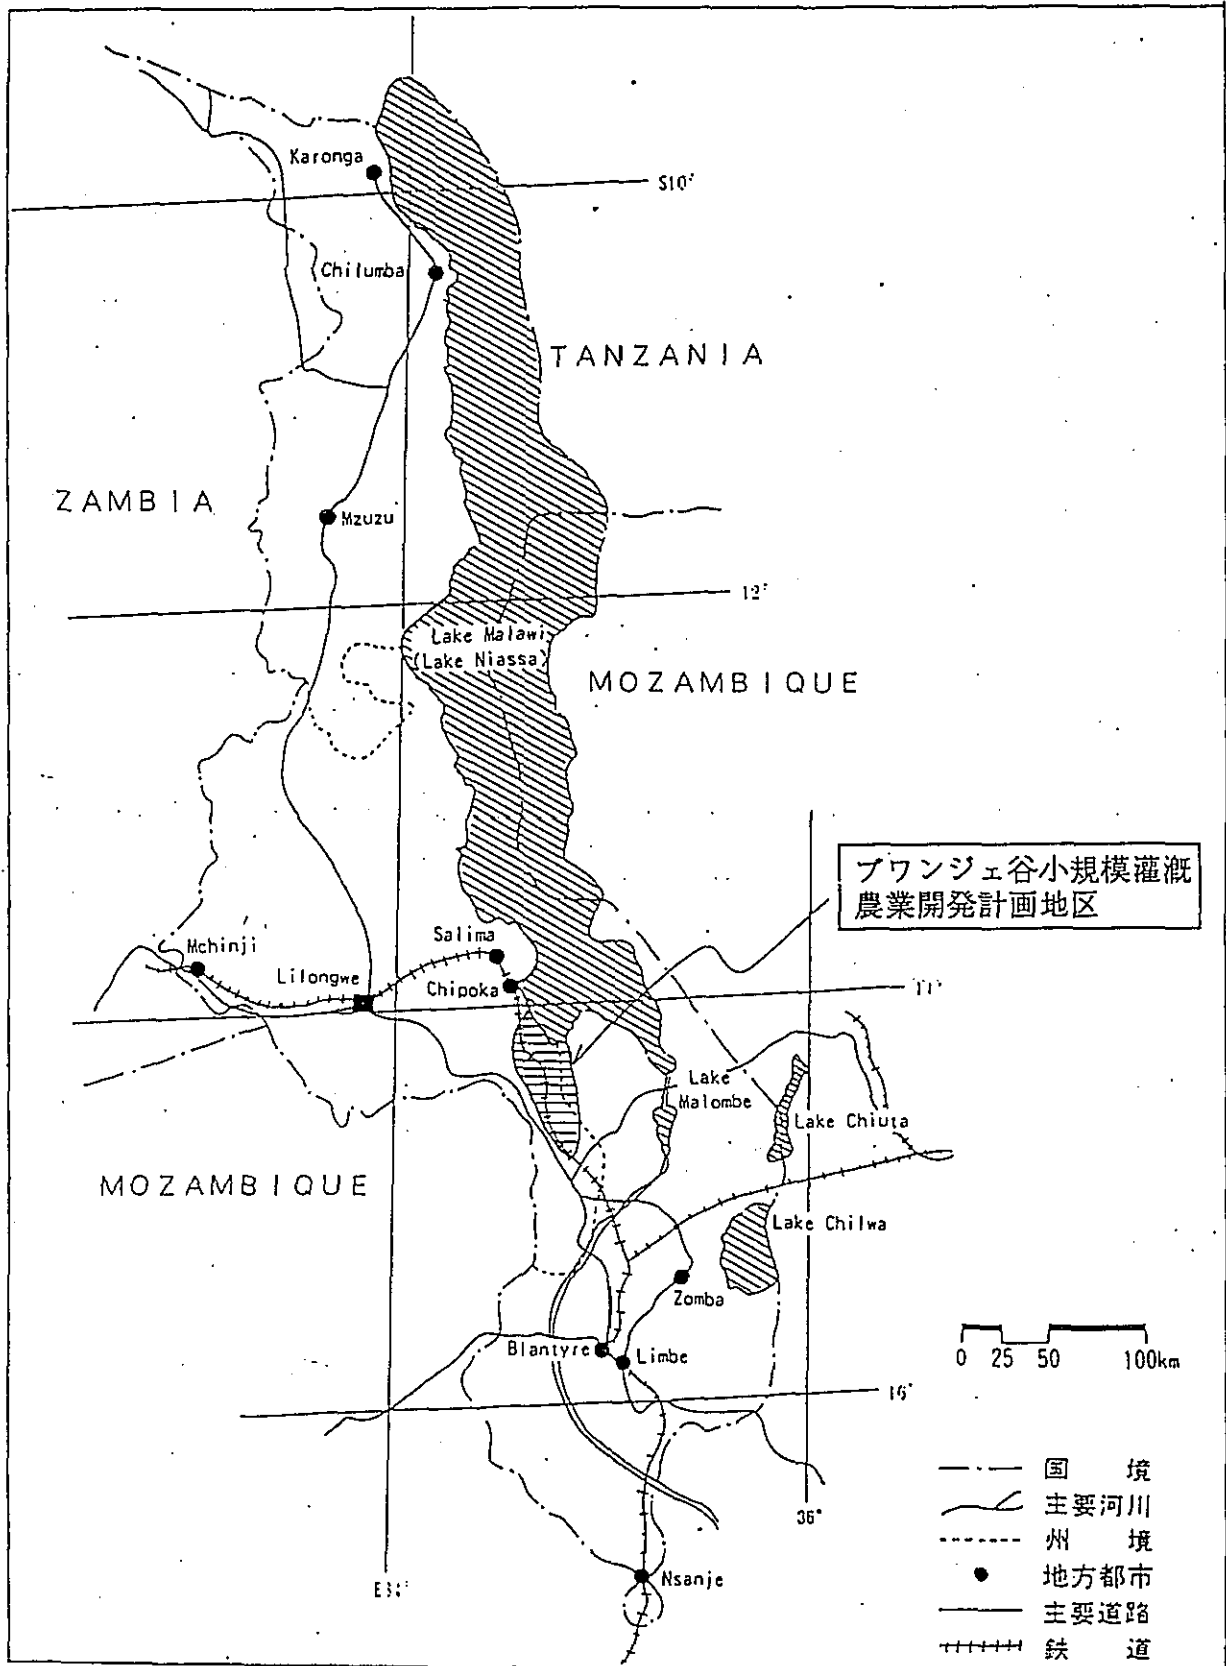 Karonga
S10°
Chilumba
TANZANIA
ZAMBIA
Mzuzu
12°
Lake Malawi
(Lake Niassa)
MOZAMBIQUE
ブワンジェ谷小規模灌漑
農業開発計画地区
Mchinji
Salima
Lilongwe
Chipoka
Lake
Malombe
Lake Chiuta
MOZAMBIQUE
Lake Chilwa
Zomba
Blantyre
Limbe
0 25 50 100km
16°
36°
Nsanje
国 境
主要河川
州 境
地方都市
主要道路
鉄 道